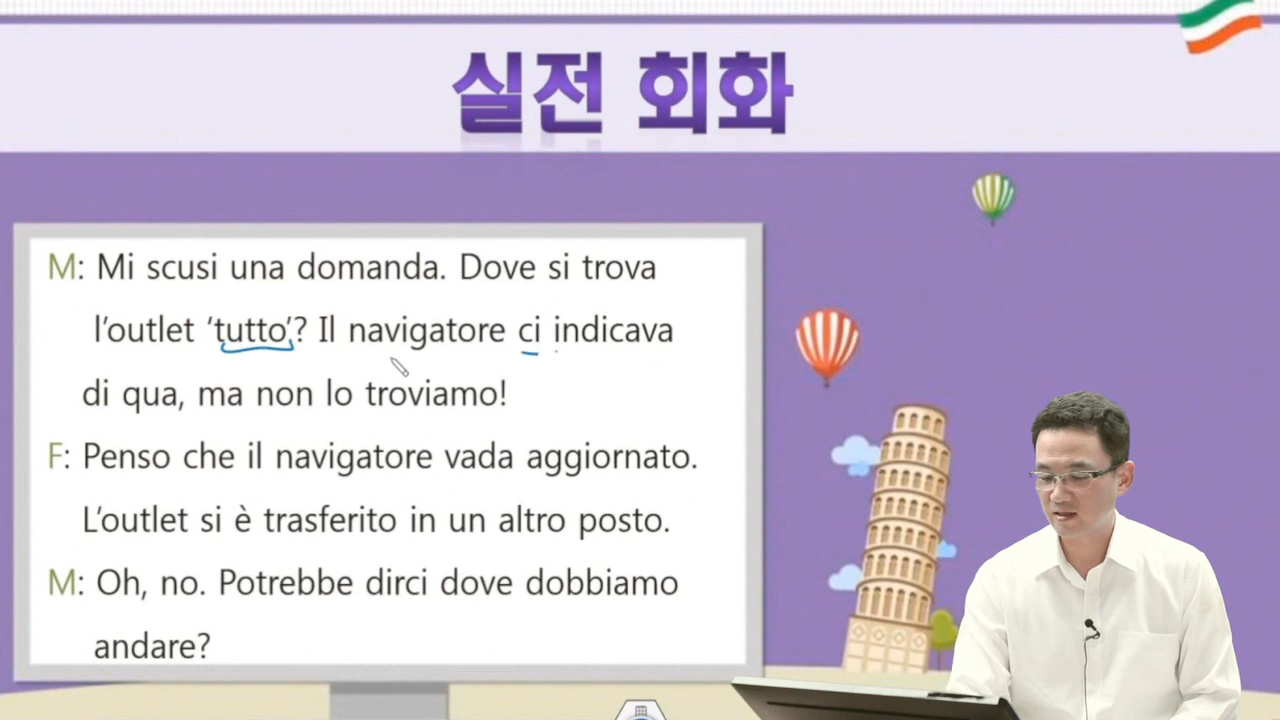 실전 회화
M: Mi scusi una domanda. Dove si trova
l'outlet 'tutto'? Il navigatore ci indicava
di qua, ma non lo troviamo!
F: Penso che il navigatore vada aggiornato.
L'outlet si è trasferito in un altro posto.
M: Oh, no. Potrebbe dirci dove dobbiamo
andare?